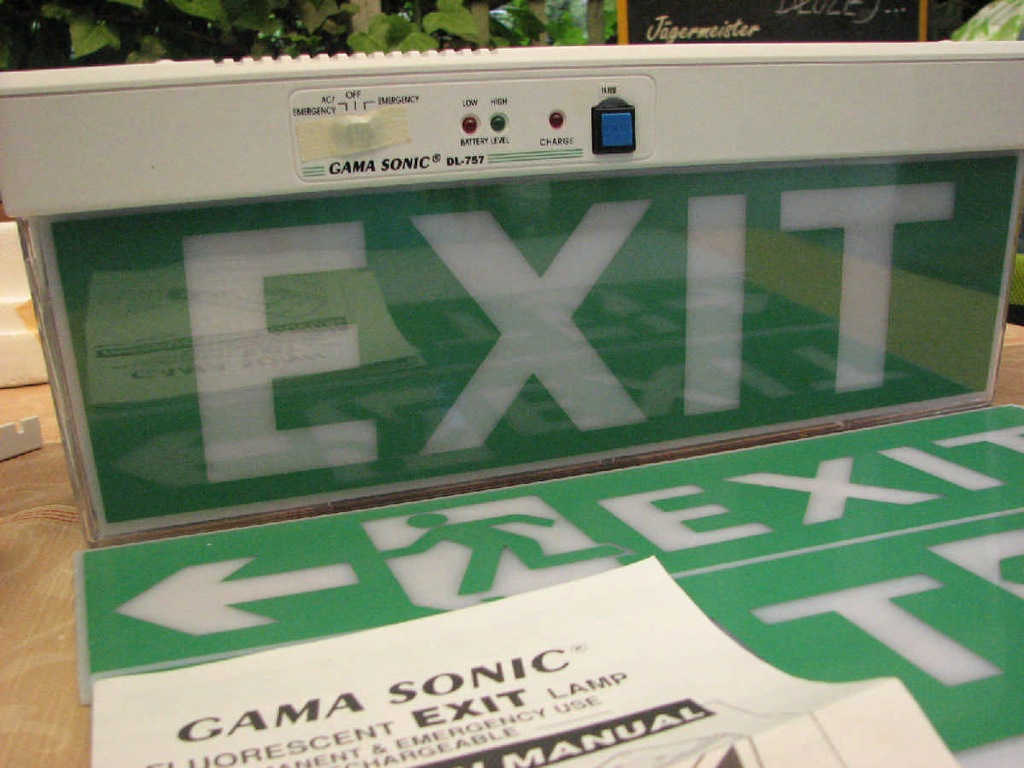 Jägermeister
AC/
EMERGENCY
OFF
EMERGENCY
LOW HIGH
BATTERY LEVEL
CHARGE
GAMA SONIC® DL-757
EXIT
EXIT
T
GAMA SONIC®
FLUORESCENT EXIT LAMP
& EMERGENCY USE
MANUAL